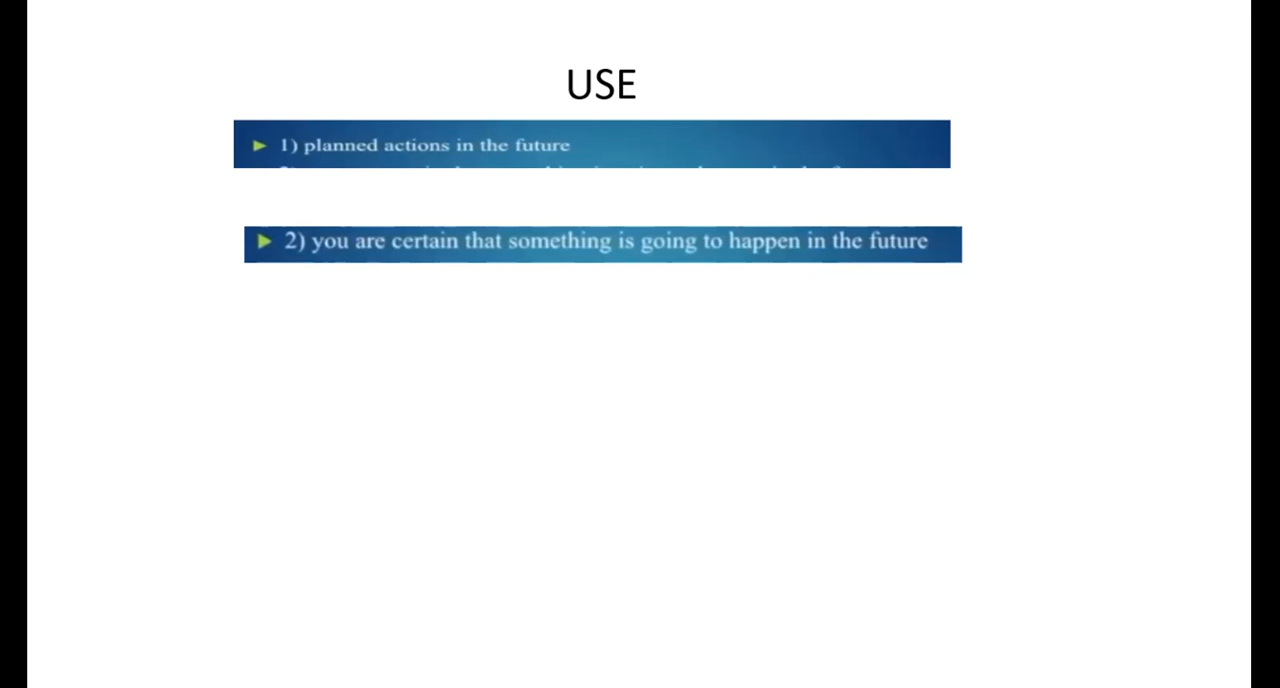 USE
1) planned actions in the future
2) you are certain that something is going to happen in the future